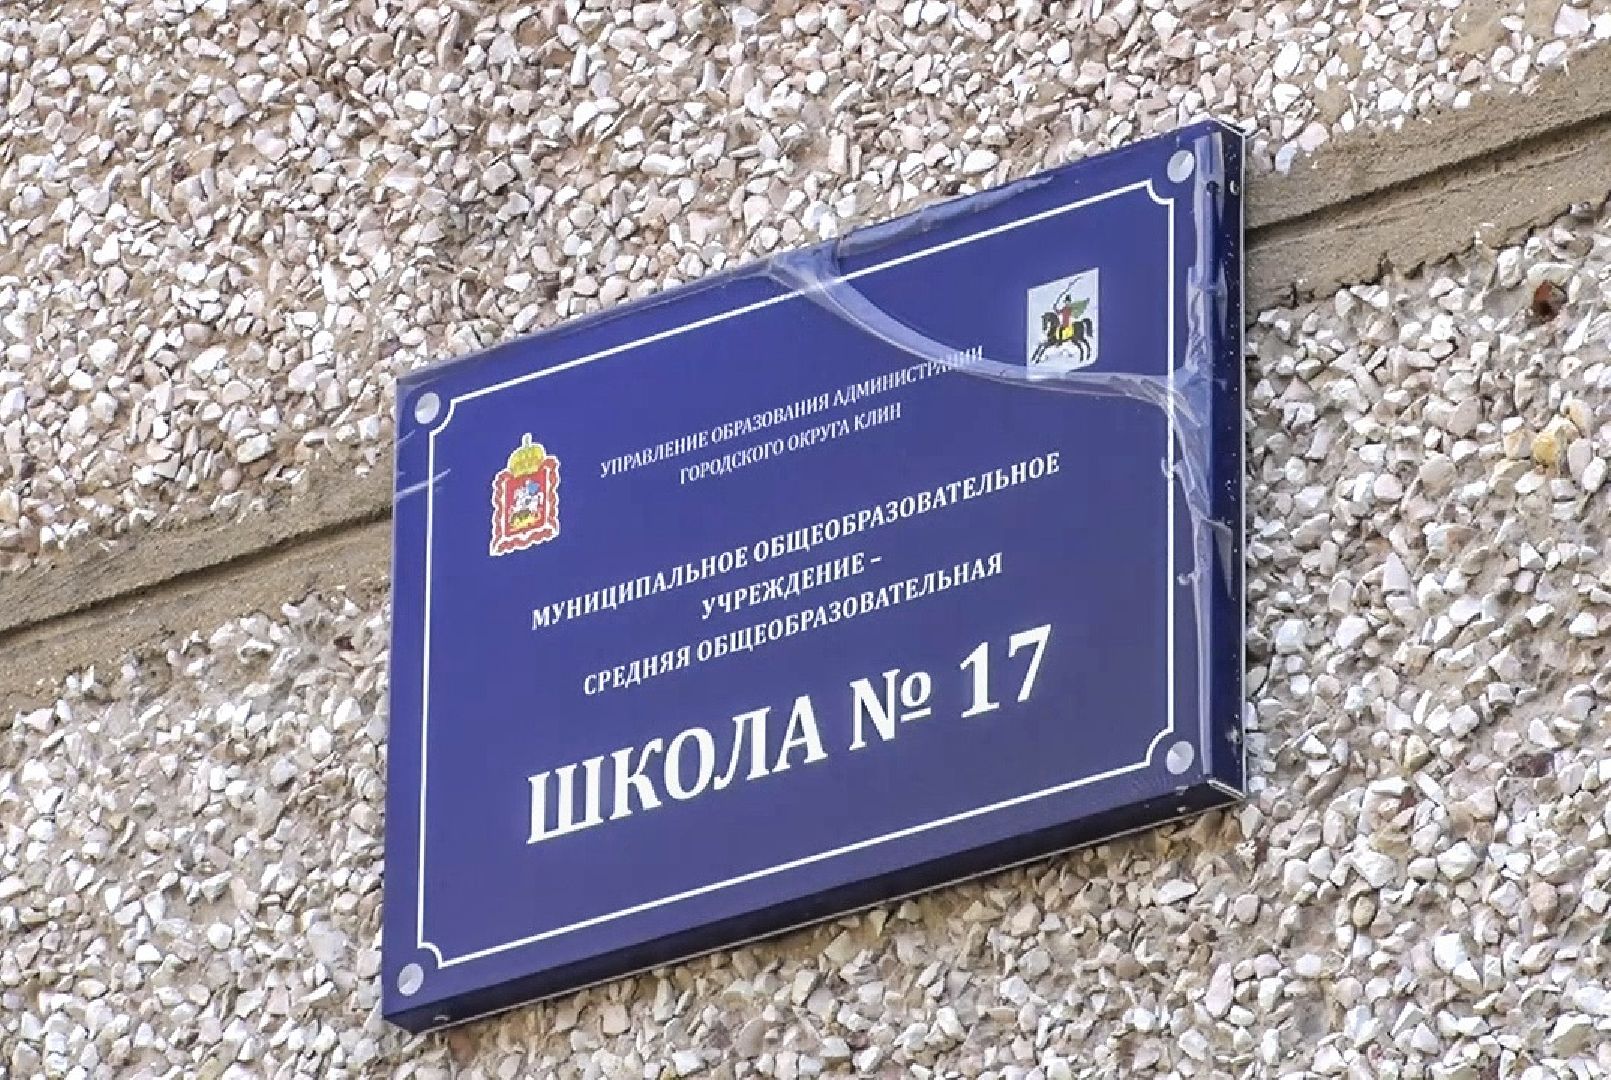 УПРАВЛЕНИЕ ОБРАЗОВАНИЯ АДМИНИСТРАЦИИ
ГОРОДСКОГО ОКРУГА КЛИН
МУНИЦИПАЛЬНОЕ ОБЩЕОБРАЗОВАТЕЛЬНОЕ
УЧРЕЖДЕНИЕ –
СРЕДНЯЯ ОБЩЕОБРАЗОВАТЕЛЬНАЯ
ШКОЛА № 17